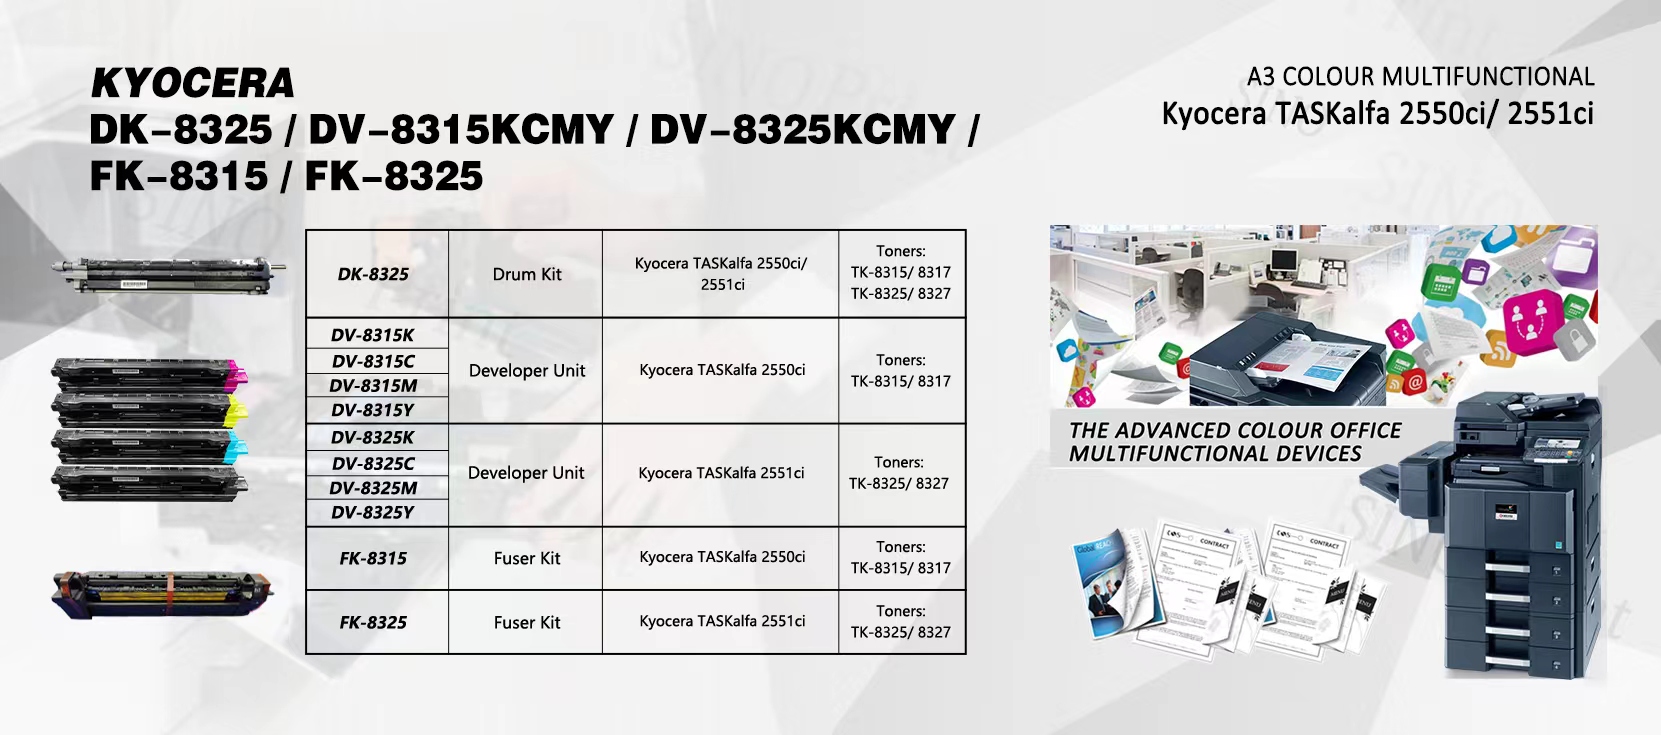 KYOCERA
DK-8325 / DV-8315KCMY / DV-8325KCMY /
FK-8315 / FK-8325
A3 COLOUR MULTIFUNCTIONAL
Kyocera TASKalfa 2550ci/ 2551ci
DK-8325
Drum Kit
Kyocera TASKalfa 2550ci/
2551ci
Toners:
TK-8315/ 8317
TK-8325/ 8327
DV-8315K
DV-8315C
DV-8315M
DV-8315Y
Developer Unit
Kyocera TASKalfa 2550ci
Toners:
TK-8315/ 8317
DV-8325K
DV-8325C
DV-8325M
DV-8325Y
Developer Unit
Kyocera TASKalfa 2551ci
Toners:
TK-8325/ 8327
FK-8315
Fuser Kit
Kyocera TASKalfa 2550ci
Toners:
TK-8315/ 8317
FK-8325
Fuser Kit
Kyocera TASKalfa 2551ci
Toners:
TK-8325/ 8327
THE ADVANCED COLOUR OFFICE
MULTIFUNCTIONAL DEVICES
CONTRACT
CONTRACT
MENU
MENU